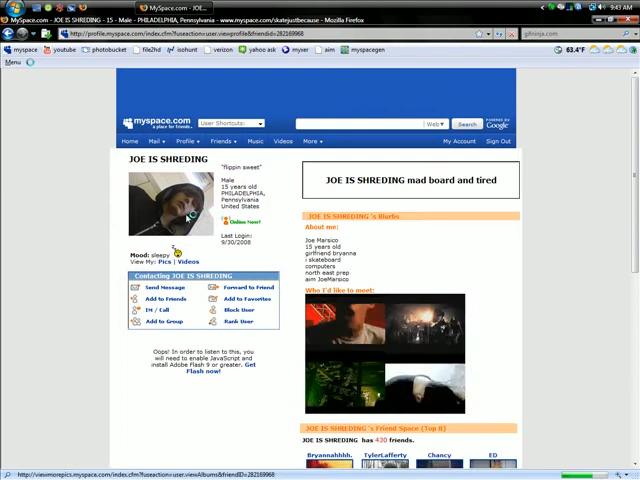 MySpace.com - JOE IS SHREDING - 15 - Male - PHILADELPHIA, Pennsylvania - www.myspace.com/skatejustbecause - Mozilla Firefox
MySpace.com - JOE...
9:43 AM
http://profile.myspace.com/index.cfm?fuseaction=user.viewprofile&friendid=282169968
gifninja.com
myspace youtube photobucket file2hd isohunt verizon yahoo ask myxer aim myspacegen 63.4°F
Menu
myspace.com
a place for friends
User Shortcuts:
Web
Search
POWERED BY
Google
Home Mail Profile Friends Music Videos More My Account Sign Out
JOE IS SHREDING
"flippin sweet"
Male
15 years old
PHILADELPHIA,
Pennsylvania
United States
Online Now!
Last Login:
9/30/2008
Mood: sleepy
View My: Pics | Videos
Contacting JOE IS SHREDING
Send Message Forward to Friend
Add to Friends Add to Favorites
IM / Call Block User
Add to Group Rank User
Oops! In order to listen to this, you
will need to enable JavaScript and
install Adobe Flash 9 or greater. Get
Flash now!
JOE IS SHREDING mad board and tired
JOE IS SHREDING 's Blurbs
About me:
Joe Marsico
15 years old
girlfriend bryanna
i skateboard
computers
north east prep
aim JoeMarsico
Who I'd like to meet:
JOE IS SHREDING 's Friend Space (Top 8)
JOE IS SHREDING has 430 friends.
Bryannahhhh. TylerLafferty Chancy ED
http://viewmorepics.myspace.com/index.cfm?fuseaction=user.viewAlbums&friendID=282169968